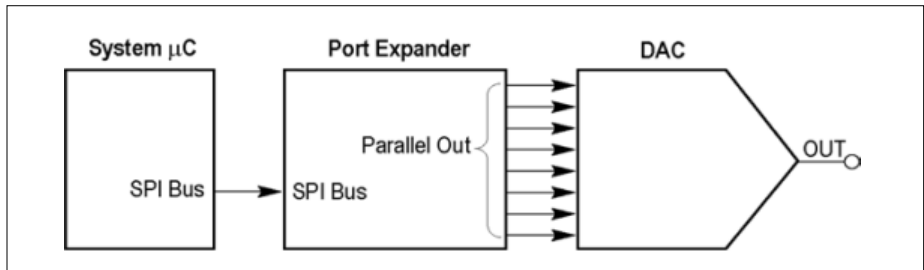 System μC
Port Expander
DAC
Parallel Out
OUT
SPI Bus
SPI Bus